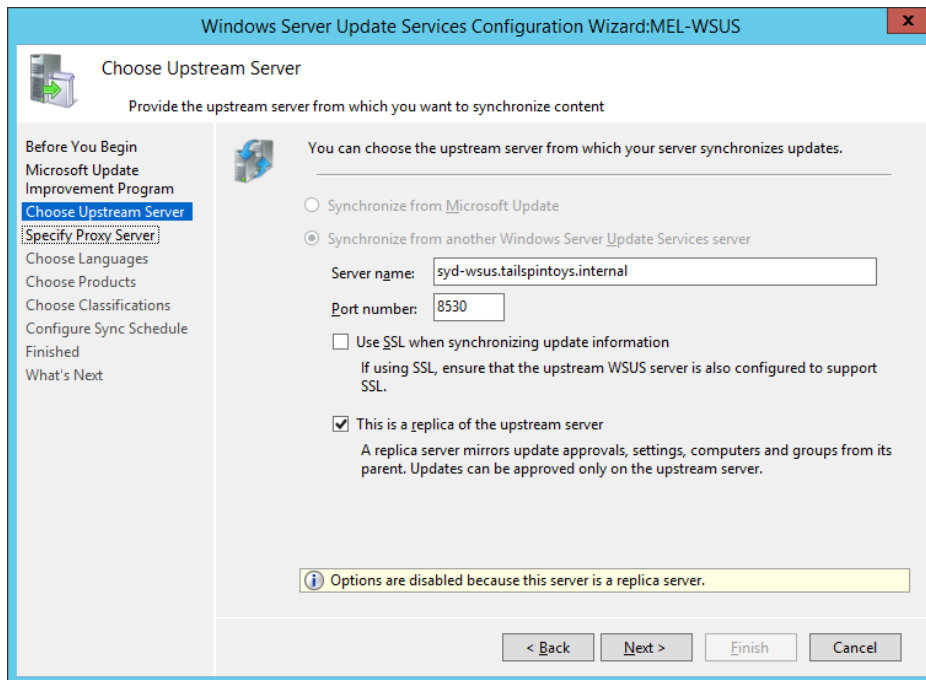 Windows Server Update Services Configuration Wizard:MEL-WSUS
x
Choose Upstream Server
Provide the upstream server from which you want to synchronize content
Before You Begin
Microsoft Update
Improvement Program
Choose Upstream Server
Specify Proxy Server
Choose Languages
Choose Products
Choose Classifications
Configure Sync Schedule
Finished
What's Next
You can choose the upstream server from which your server synchronizes updates.
Synchronize from Microsoft Update
Synchronize from another Windows Server Update Services server
Server name: syd-wsus.tailspintoys.internal
Port number: 8530
Use SSL when synchronizing update information
If using SSL, ensure that the upstream WSUS server is also configured to support
SSL.
This is a replica of the upstream server
A replica server mirrors update approvals, settings, computers and groups from its
parent. Updates can be approved only on the upstream server.
Options are disabled because this server is a replica server.
< Back Next > Finish Cancel